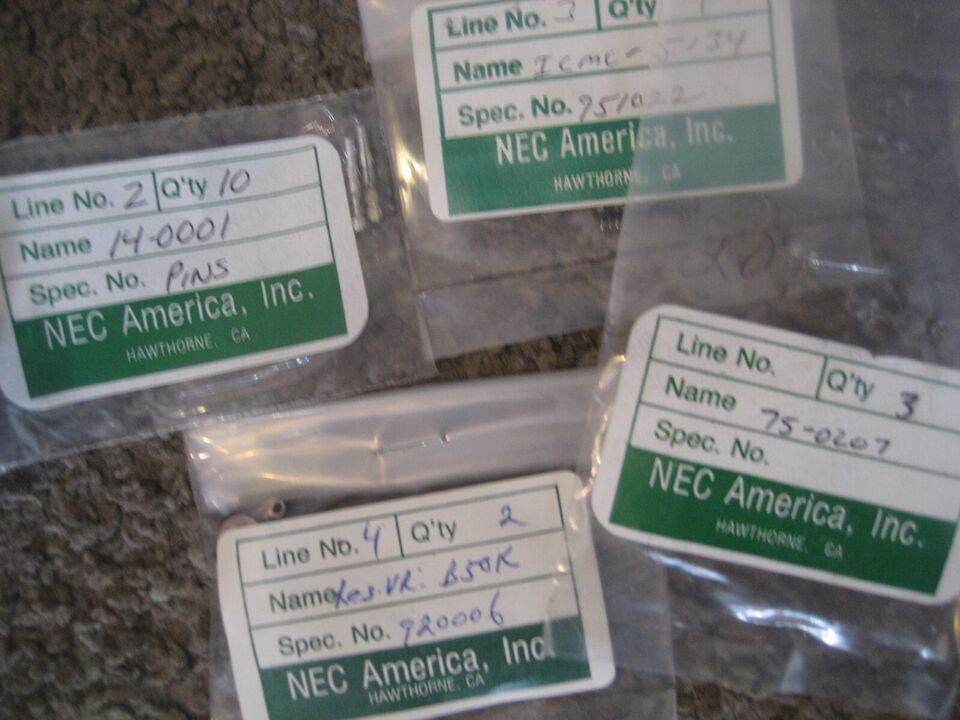 Line No. 3 Q'ty 1
Name ICMC-5134
Spec. No. 951022
NEC America, Inc.
HAWTHORNE, CA
Line No. 2 Q'ty 10
Name 14-0001
Spec. No. PINS
NEC America, Inc.
HAWTHORNE, CA
Line No. Q'ty 3
Name 75-0207
Spec. No.
NEC America, Inc.
HAWTHORNE, CA
Line No. 4 Q'ty 2
Name Res. VR: B50K
Spec. No. 920006
NEC America, Inc.
HAWTHORNE, CA